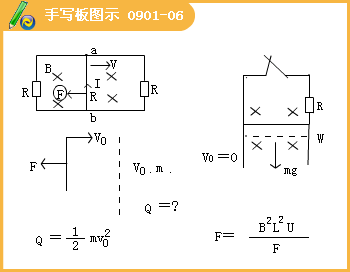 手写板图示 0901-06
a
V
B
I
R
F
R
R
b
R
W
V₀=0
mg
V₀
F
V₀.m.
Q=?
Q=1/2 mv₀²
F=B²L²U/F